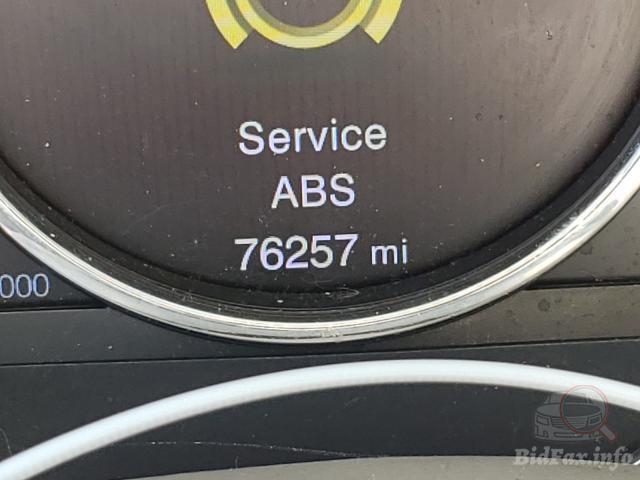 Service
ABS
76257 mi
000
BidFax.info